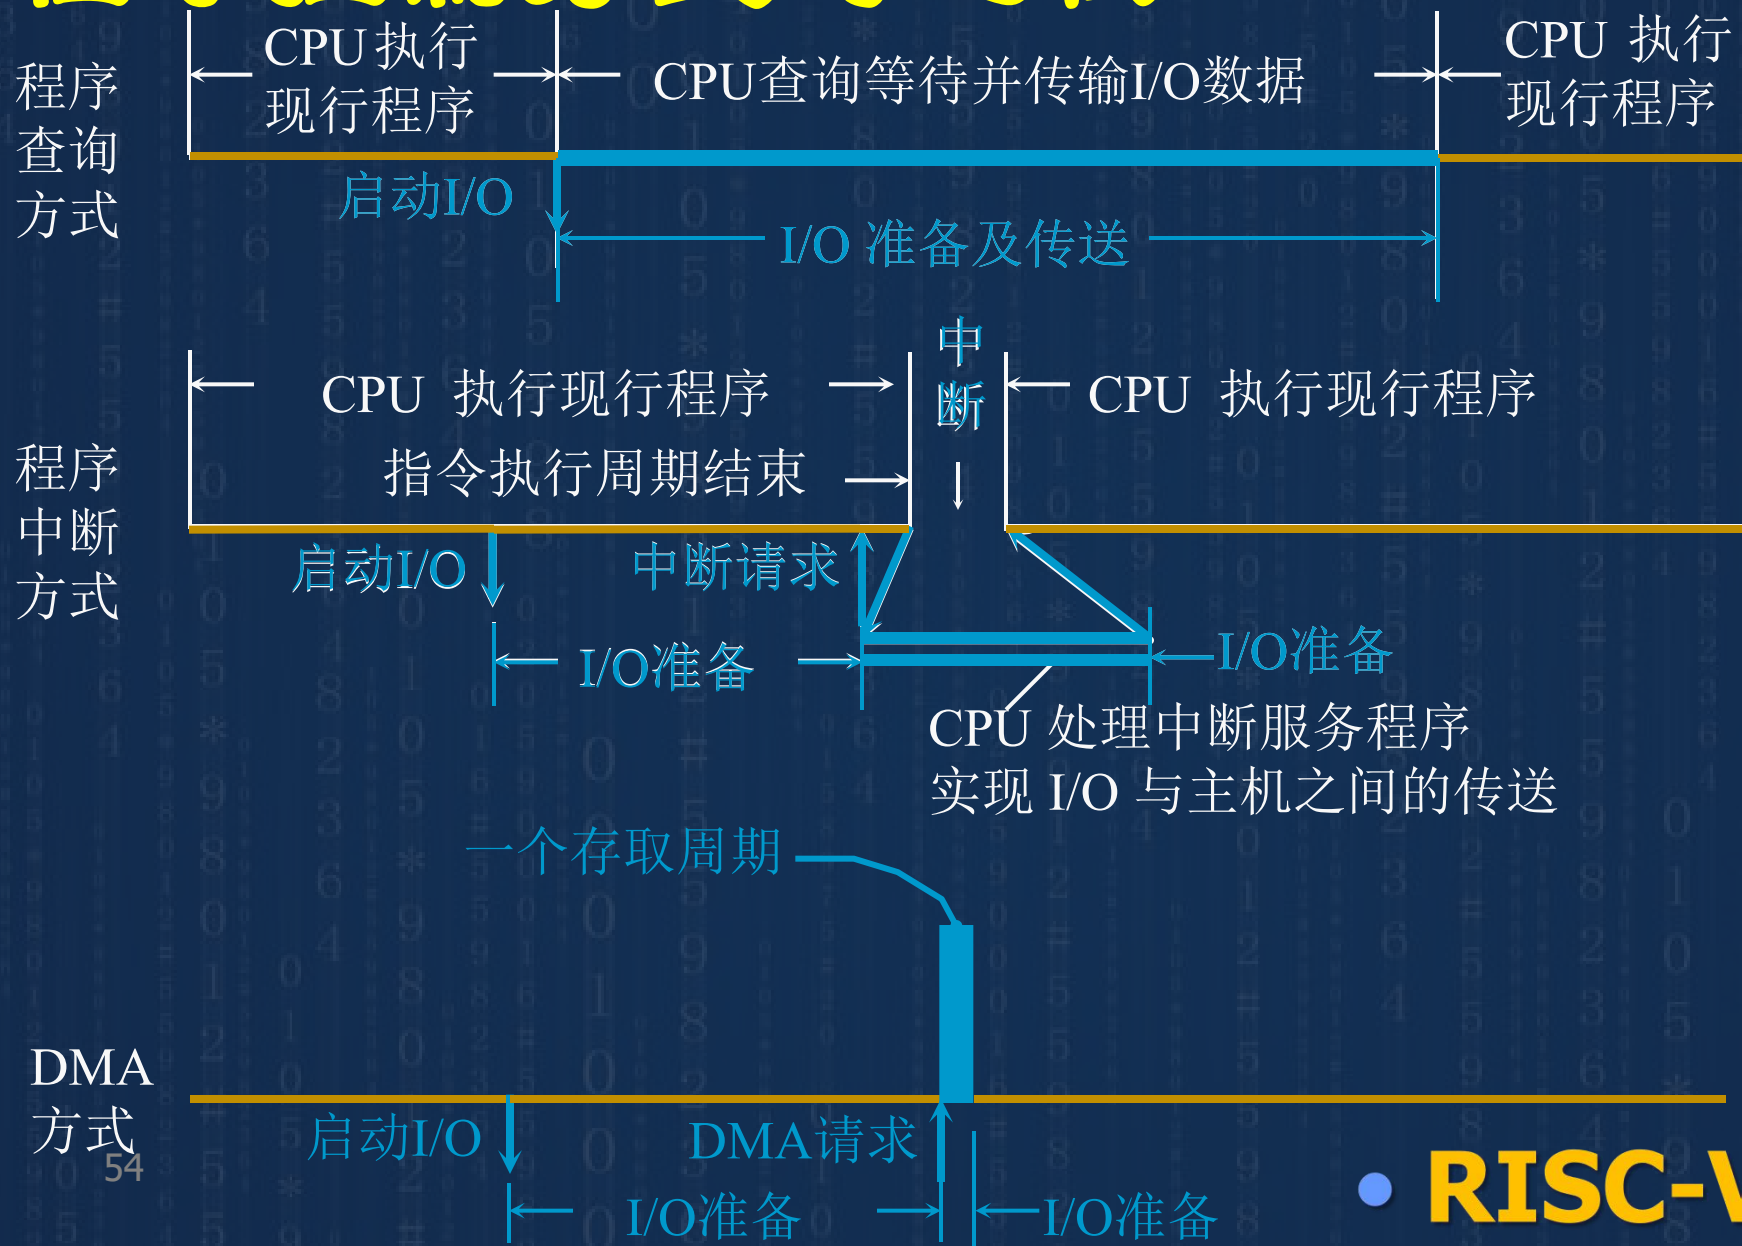 程序
查询
方式
CPU 执行
现行程序
CPU查询等待并传输I/O数据
CPU 执行
现行程序
启动I/O
I/O 准备及传送
程序
中断
方式
CPU 执行现行程序
中
断
CPU 执行现行程序
指令执行周期结束
启动I/O
中断请求
I/O准备
I/O准备
CPU 处理中断服务程序
实现 I/O 与主机之间的传送
一个存取周期
DMA
方式
启动I/O
DMA请求
I/O准备
I/O准备
54
• RISC-V